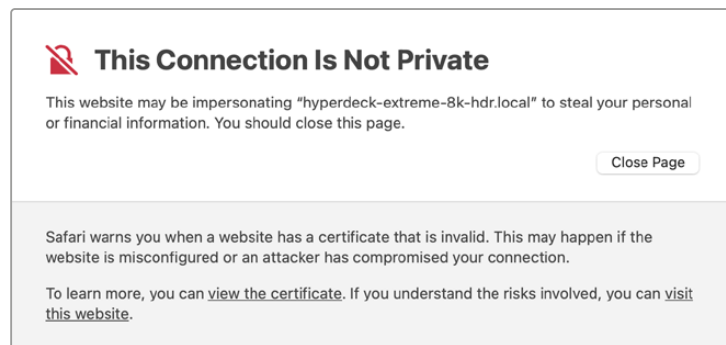 This Connection Is Not Private
This website may be impersonating “hyperdeck-extreme-8k-hdr.local” to steal your personal
or financial information. You should close this page.
Close Page
Safari warns you when a website has a certificate that is invalid. This may happen if the
website is misconfigured or an attacker has compromised your connection.
To learn more, you can view the certificate. If you understand the risks involved, you can visit
this website.